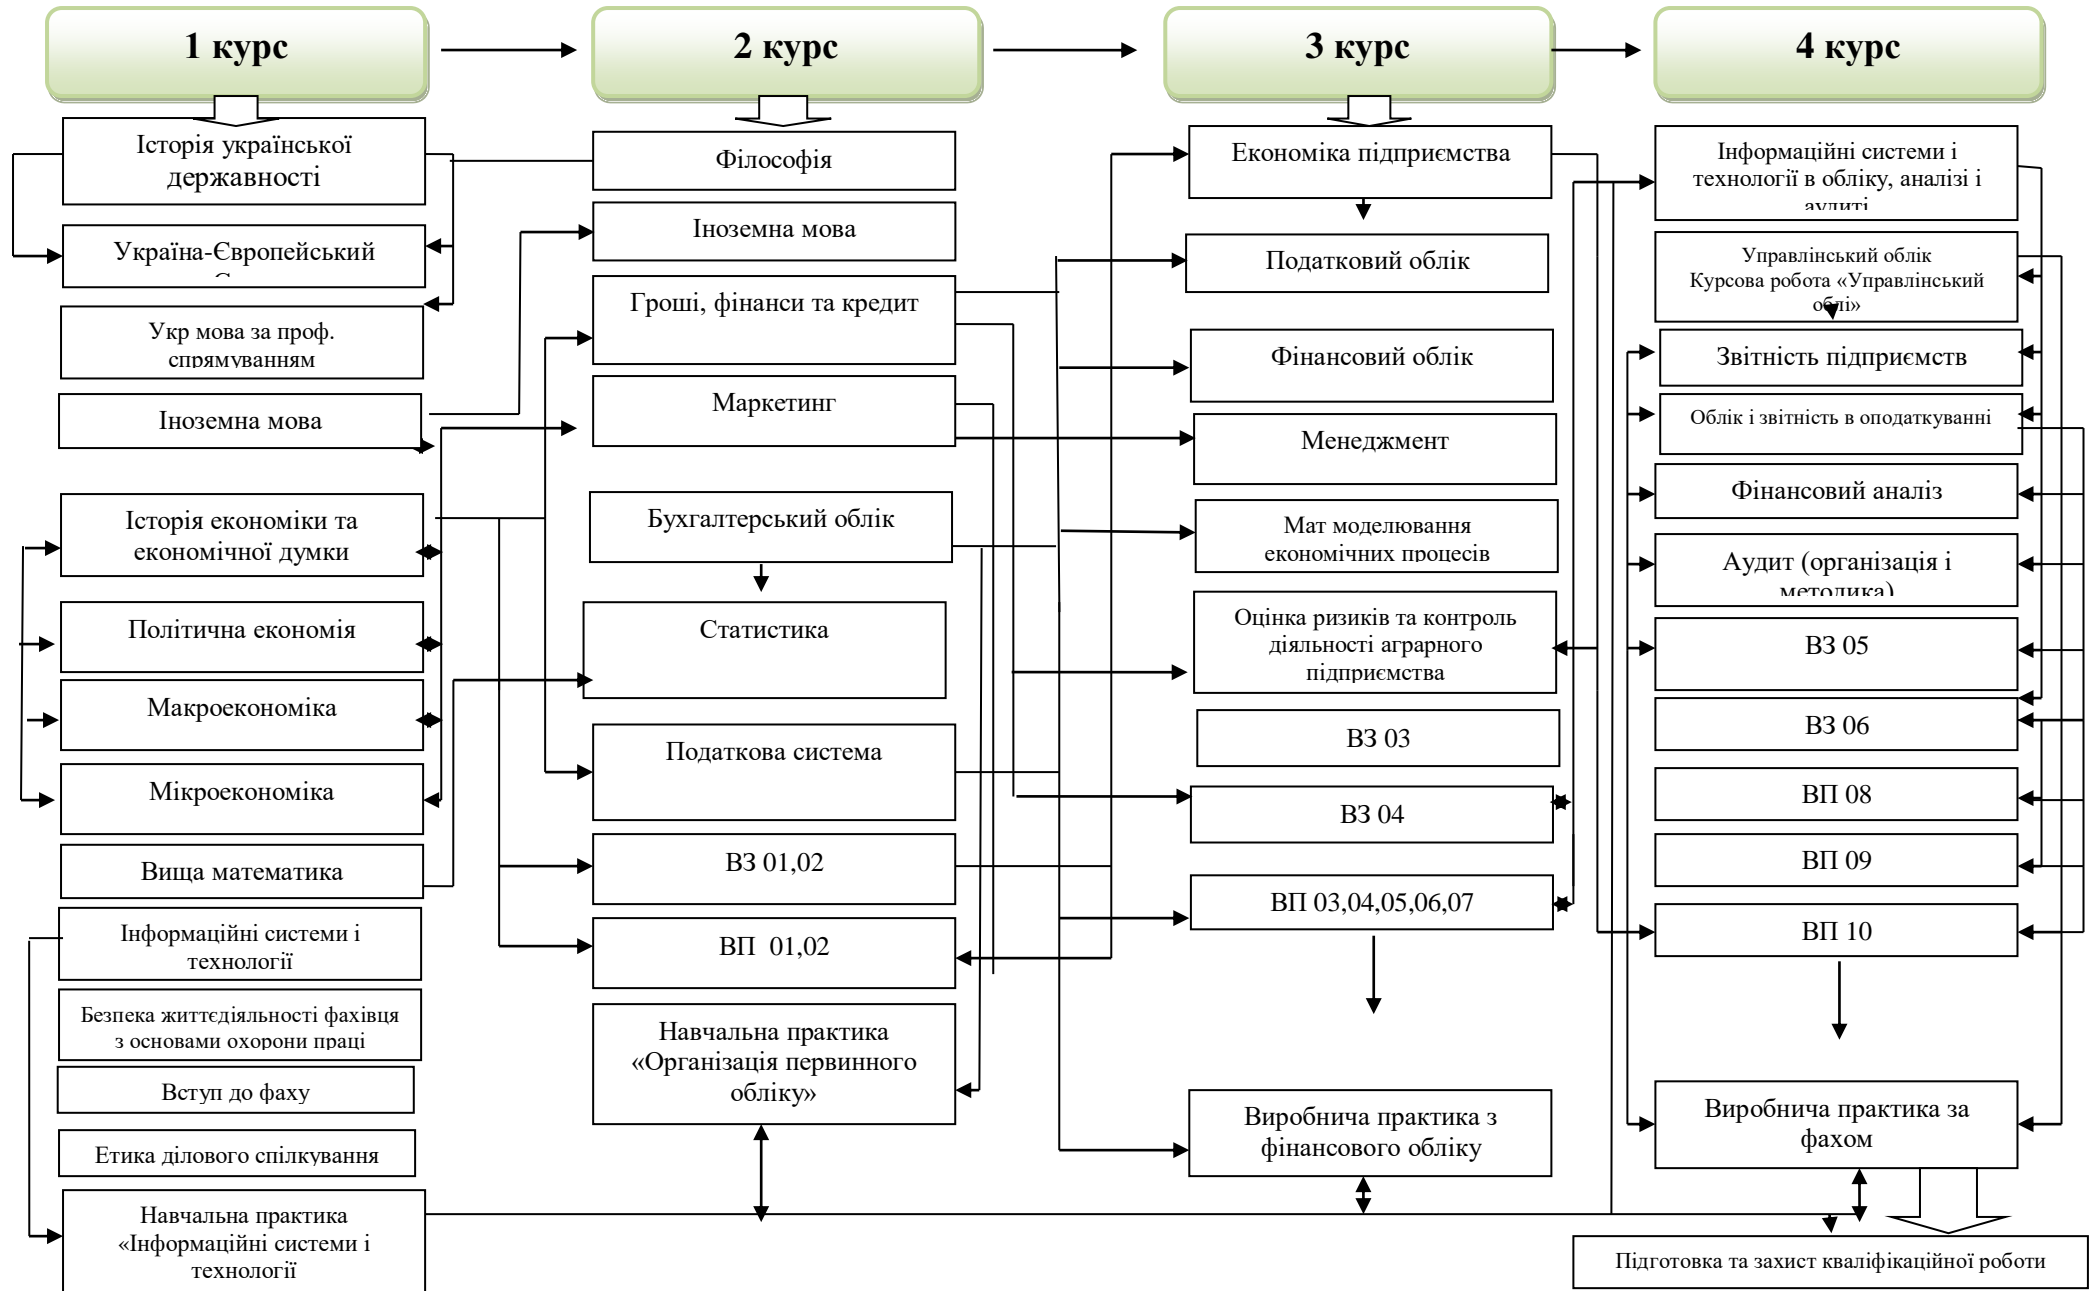 1 курс
2 курс
3 курс
4 курс
Історія української
державності
Україна-Європейський
Укр мова за проф.
спрямуванням
Іноземна мова
Історія економіки та
економічної думки
Політична економія
Макроекономіка
Мікроекономіка
Вища математика
Інформаційні системи і
технології
Безпека життєдіяльності фахівця
з основами охорони праці
Вступ до фаху
Етика ділового спілкування
Навчальна практика
«Інформаційні системи і
технології
Філософія
Іноземна мова
Гроші, фінанси та кредит
Маркетинг
Бухгалтерський облік
Статистика
Податкова система
ВЗ 01,02
ВП 01,02
Навчальна практика
«Організація первинного
обліку»
Економіка підприємства
Податковий облік
Фінансовий облік
Менеджмент
Мат моделювання
економічних процесів
Оцінка ризиків та контроль
діяльності аграрного
підприємства
ВЗ 03
ВЗ 04
ВП 03,04,05,06,07
Виробнича практика з
фінансового обліку
Інформаційні системи і
технології в обліку, аналізі і
аудиті
Управлінський облік
Курсова робота «Управлінський
облі»
Звітність підприємств
Облік і звітність в оподаткуванні
Фінансовий аналіз
Аудит (організація і
методика)
ВЗ 05
ВЗ 06
ВП 08
ВП 09
ВП 10
Виробнича практика за
фахом
Підготовка та захист кваліфікаційної роботи